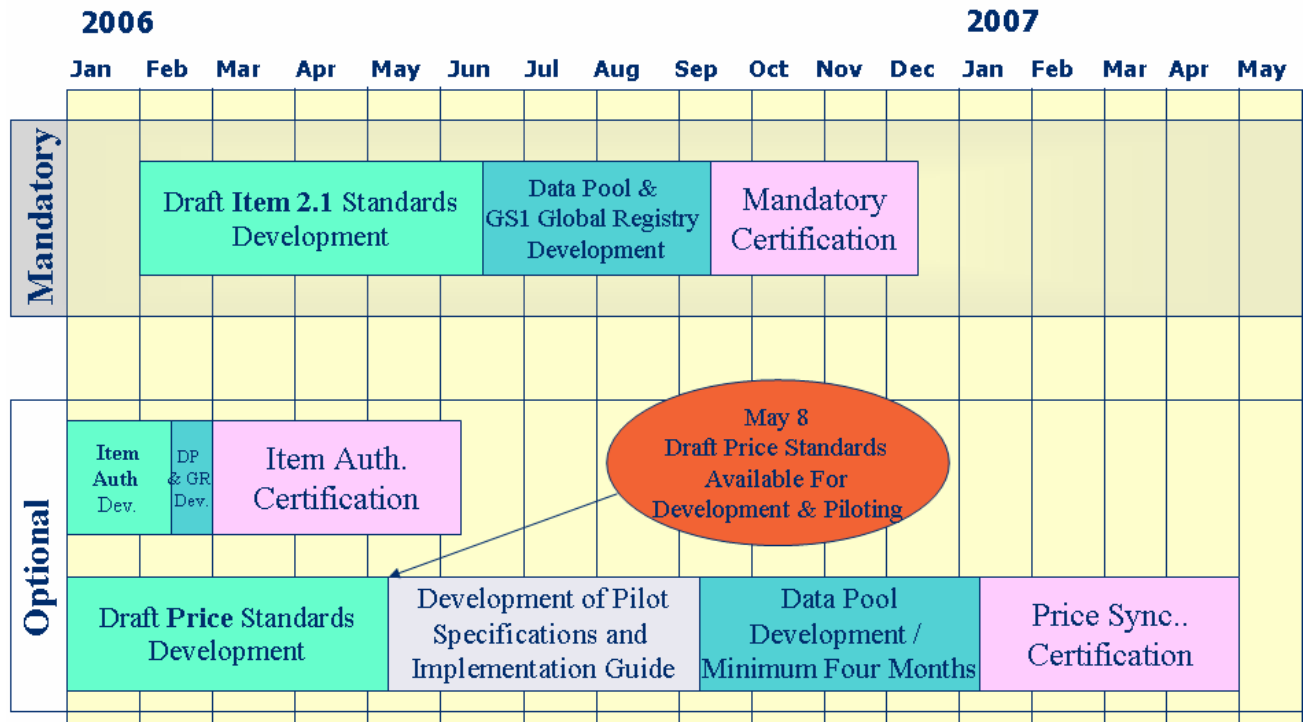 2006 2007
Jan Feb Mar Apr May Jun Jul Aug Sep Oct Nov Dec Jan Feb Mar Apr May
Mandatory
Draft Item 2.1 Standards
Development
Data Pool &
GS1 Global Registry
Development
Mandatory
Certification
Optional
Item
Auth
Dev.
DP
& GR
Dev.
Item Auth.
Certification
May 8
Draft Price Standards
Available For
Development & Piloting
Draft Price Standards
Development
Development of Pilot
Specifications and
Implementation Guide
Data Pool
Development /
Minimum Four Months
Price Sync..
Certification